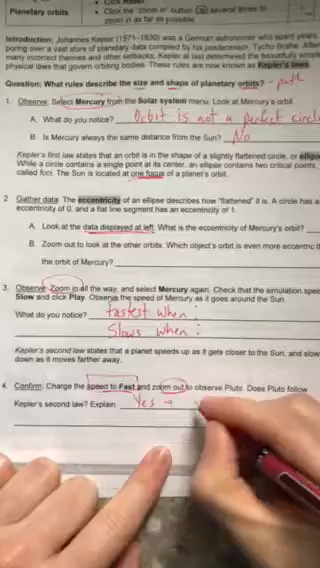 • Click
Planetary orbits
• Click the "zoom in" button several times to
zoom in as far as possible.
Introduction: Johannes Kepler (1571–1630) was a German astronomer who spent years
poring over a vast store of planetary data compiled by his predecessor, Tycho Brahe. After
many incorrect theories and other setbacks, Kepler at last determined the beautifully
physical laws that govern orbiting bodies. These rules are now known as Kepler's laws.
Question: What rules describe the size and shape of planetary orbits? - path
1. Observe: Select Mercury from the Solar system menu. Look at Mercury's orbit.
A. What do you notice? Orbit is not a perfect circle
B. Is Mercury always the same distance from the Sun? No
Kepler's first law states that an orbit is in the shape of a slightly flattened circle, or
While a circle contains a single point at its center, an ellipse contains two critical points,
called foci. The Sun is located at one focus of a planet's orbit.
2. Gather data: The eccentricity of an ellipse describes how "flattened" it is. A circle has a
eccentricity of 0, and a flat line segment has an eccentricity of 1.
A. Look at the data displayed at left. What is the eccentricity of Mercury's orbit?
B. Zoom out to look at the other orbits. Which object's orbit is even more eccentric
the orbit of Mercury?
3. Observe: Zoom in all the way, and select Mercury again. Check that the simulation
Slow and click Play. Observe the speed of Mercury as it goes around the Sun.
What do you notice? fastest when:
Slows when:
Kepler's second law states that a planet speeds up as it gets closer to the Sun, and
down as it moves farther away.
4. Confirm: Change the speed to Fast and zoom out to observe Pluto. Does Pluto follow
Kepler's second law? Explain. Yes →